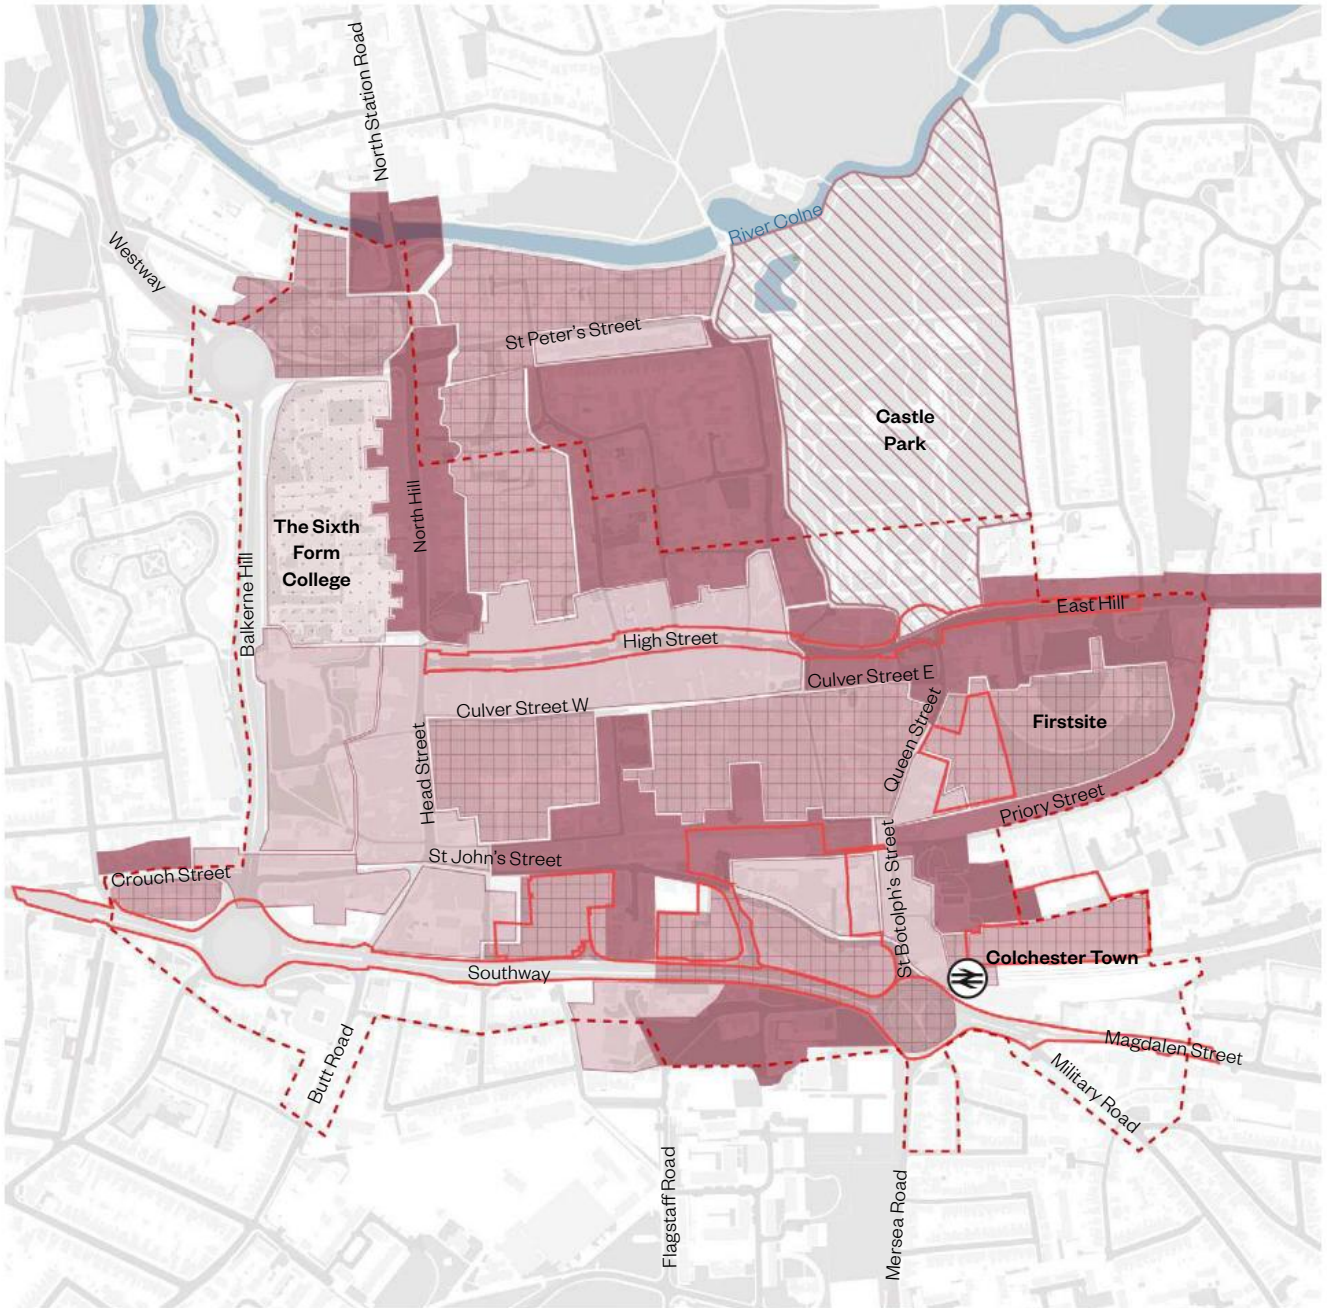 North Station Road
Westway
River Colne
St Peter's Street
Castle
Park
North Hill
The Sixth
Form
College
Balkerne Hill
East Hill
High Street
Culver Street E
Culver Street W
Queen Street
Firstsite
Head Street
Priory Street
St John's Street
Crouch Street
St Botolph's Street
Colchester Town
Southway
Magdalen Street
Butt Road
Military Road
Flagstaff Road
Mersea Road